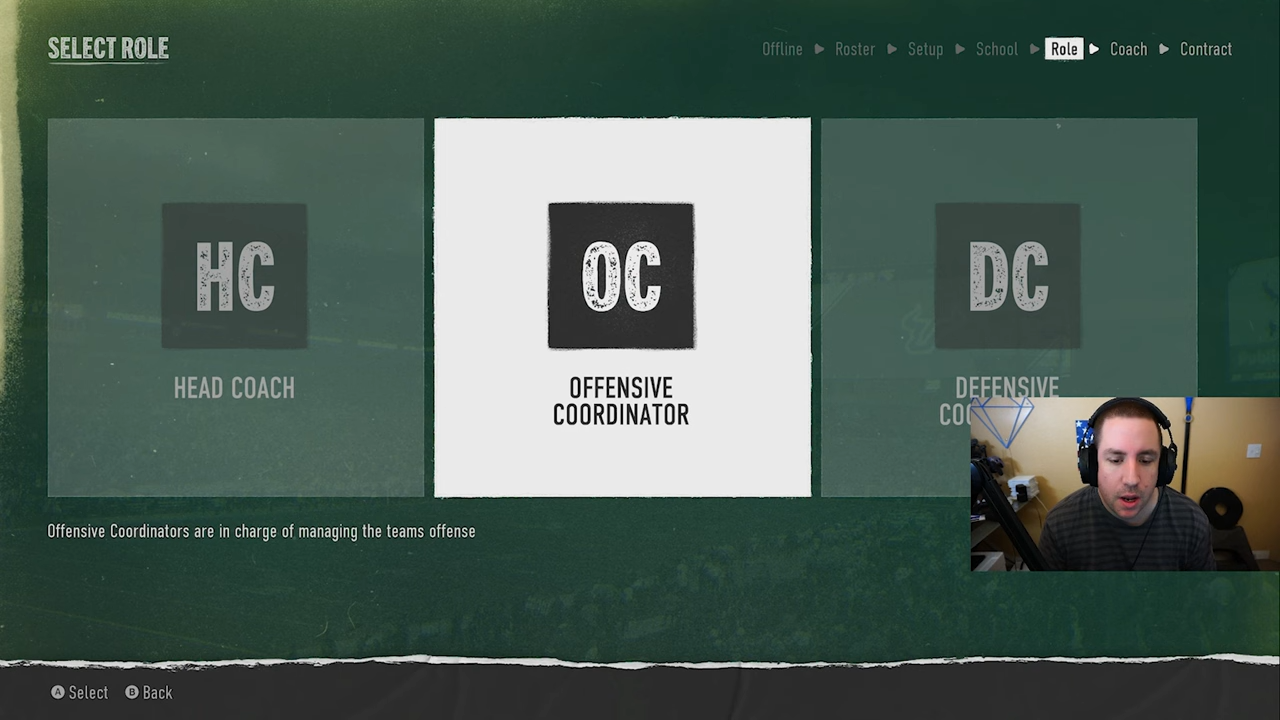 SELECT ROLE
Offline Roster Setup School Role Coach Contract
HC
OC
DC
HEAD COACH
OFFENSIVE
COORDINATOR
DEFENSIVE
Offensive Coordinators are in charge of managing the teams offense
A Select B Back